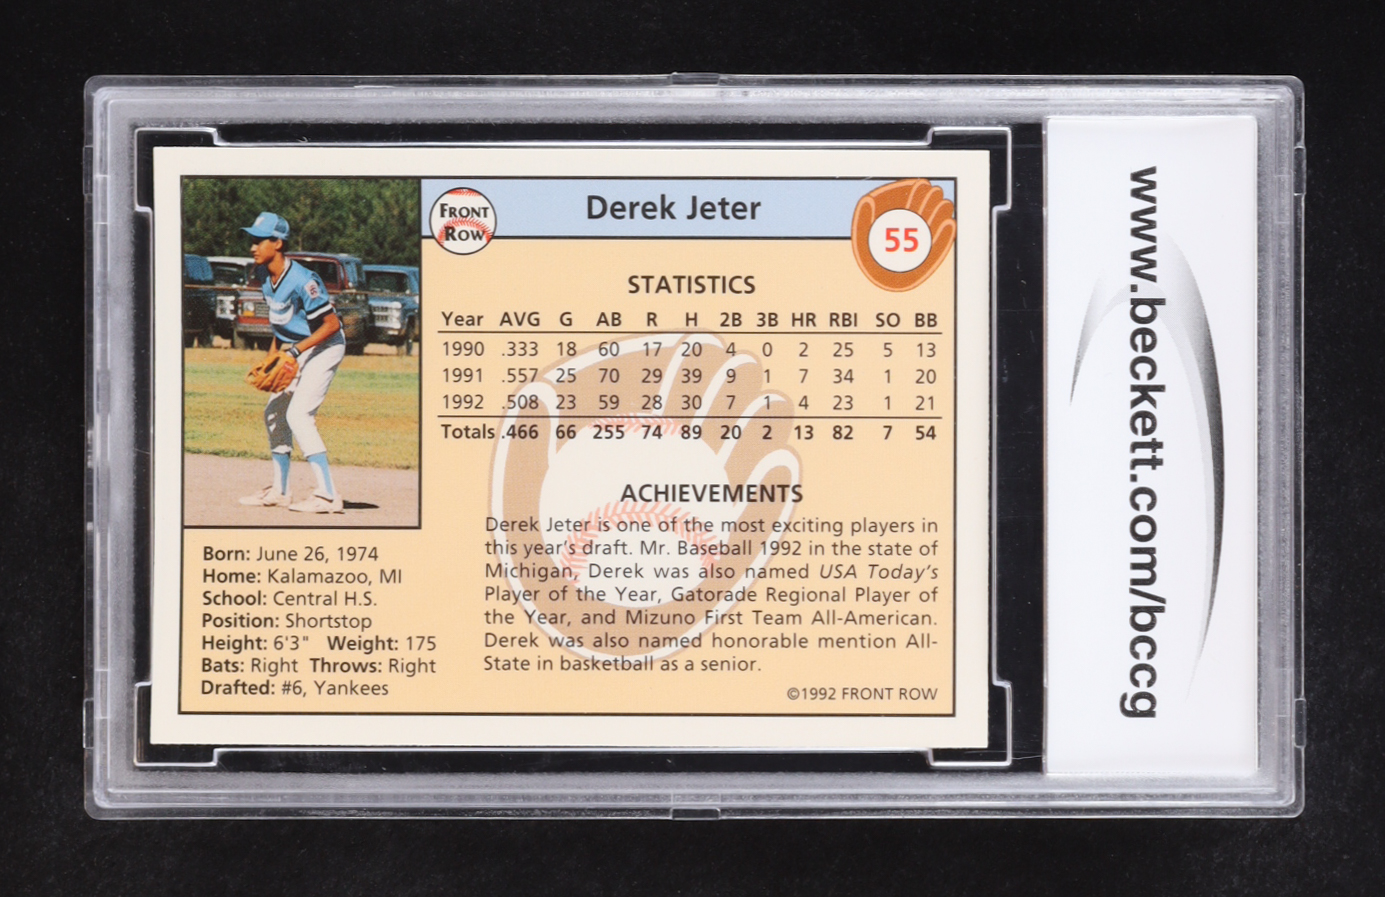 FRONT
ROW
Derek Jeter
55
STATISTICS
Year AVG G AB R H 2B 3B HR RBI SO BB
1990 .333 18 60 17 20 4 0 2 25 5 13
1991 .557 25 70 29 39 9 1 7 34 1 20
1992 .508 23 59 28 30 7 1 4 23 1 21
Totals .466 66 255 74 89 20 2 13 82 7 54
ACHIEVEMENTS
Derek Jeter is one of the most exciting players in
this year's draft. Mr. Baseball 1992 in the state of
Michigan, Derek was also named USA Today's
Player of the Year, Gatorade Regional Player of
the Year, and Mizuno First Team All-American.
Derek was also named honorable mention All-
State in basketball as a senior.
©1992 FRONT ROW
Born: June 26, 1974
Home: Kalamazoo, MI
School: Central H.S.
Position: Shortstop
Height: 6'3" Weight: 175
Bats: Right Throws: Right
Drafted: #6, Yankees
www.beckett.com/bccg